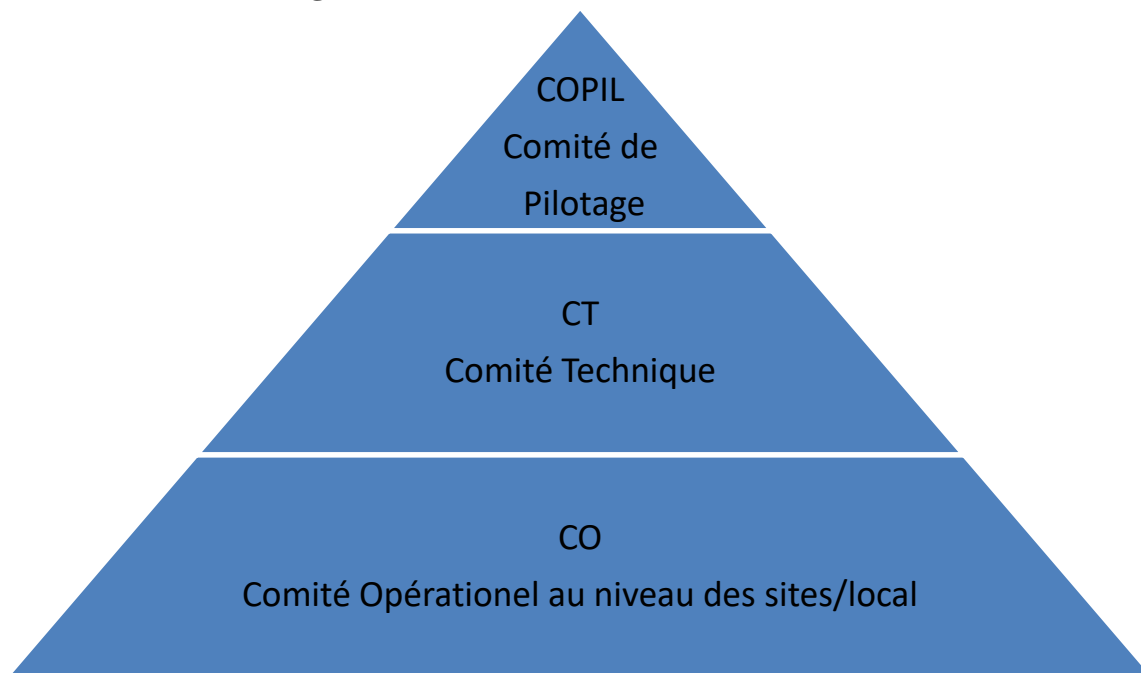 COPIL
Comité de
Pilotage
CT
Comité Technique
CO
Comité Opérationel au niveau des sites/local